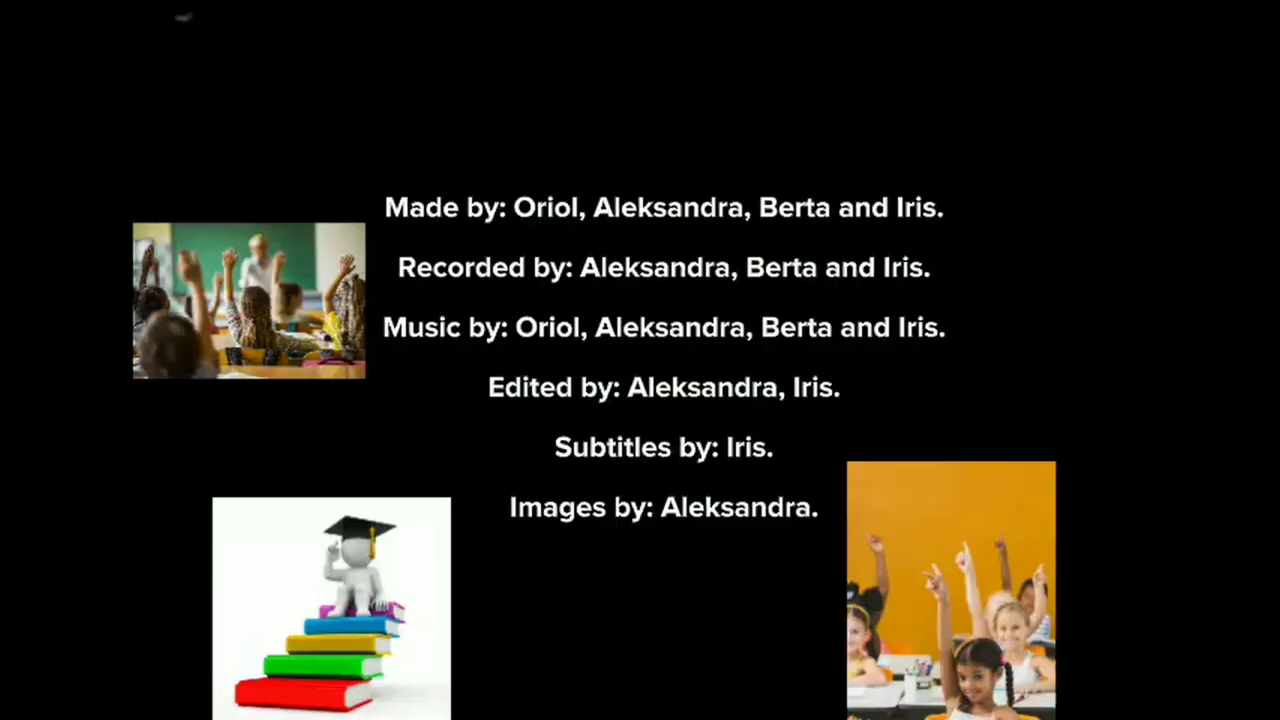 Made by: Oriol, Aleksandra, Berta and Iris.
Recorded by: Aleksandra, Berta and Iris.
Music by: Oriol, Aleksandra, Berta and Iris.
Edited by: Aleksandra, Iris.
Subtitles by: Iris.
Images by: Aleksandra.